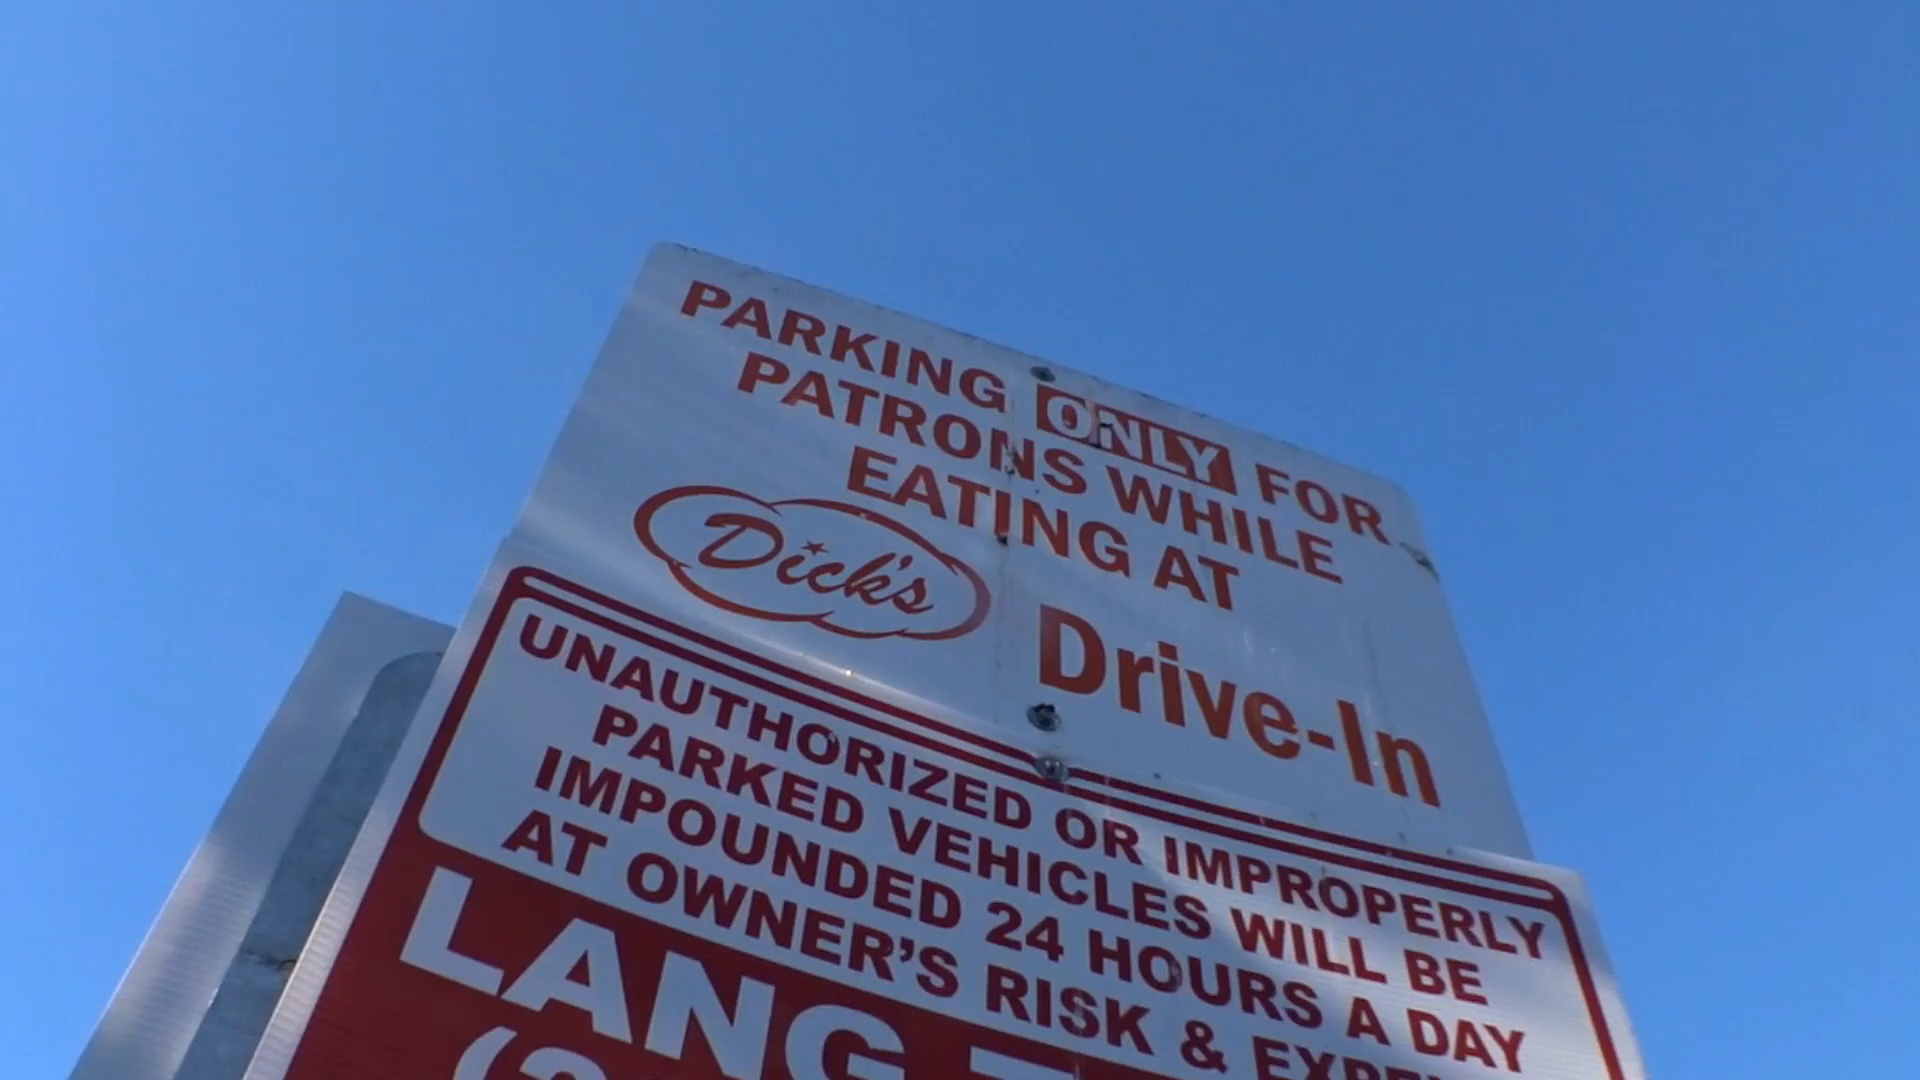 PARKING ONLY FOR
PATRONS WHILE
EATING AT
Dick's Drive-In
UNAUTHORIZED OR IMPROPERLY
PARKED VEHICLES WILL BE
IMPOUNDED 24 HOURS A DAY
AT OWNER'S RISK &
LANG